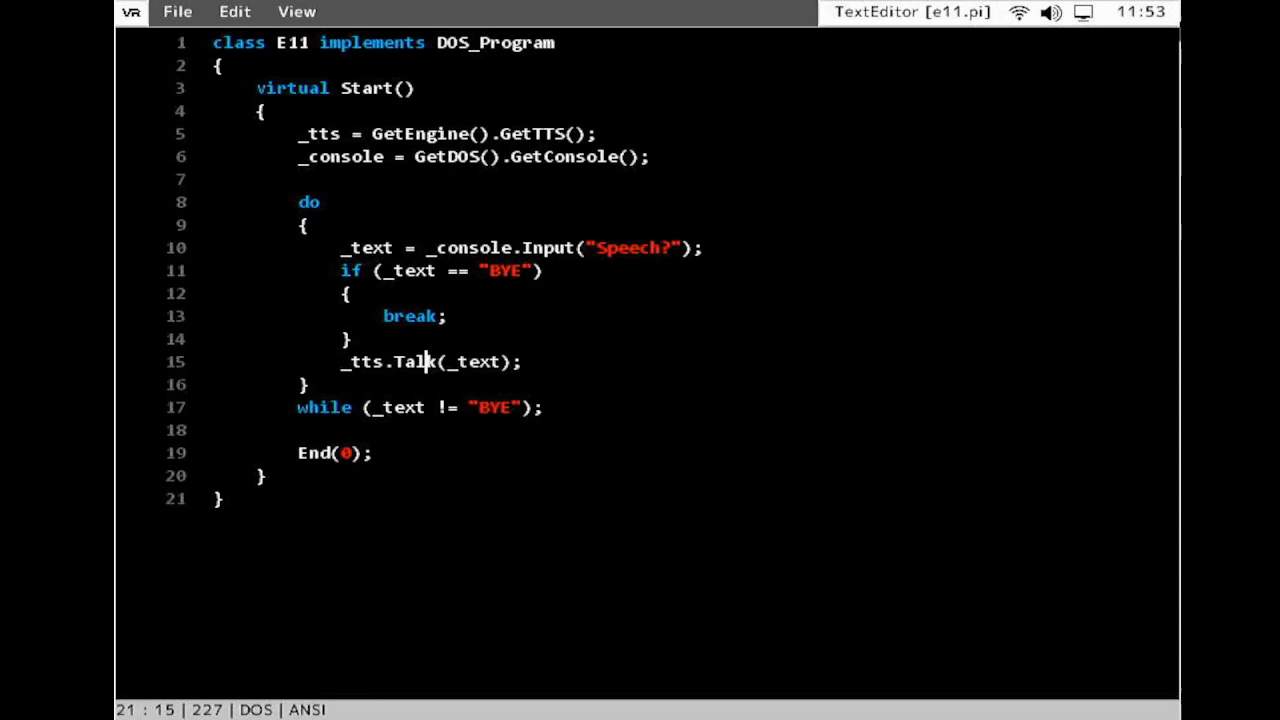 VR File Edit View TextEditor [e11.pi] 11:53
1 class E11 implements DOS_Program
2 {
3 virtual Start()
4 {
5 _tts = GetEngine().GetTTS();
6 _console = GetDOS().GetConsole();
7
8 do
9 {
10 _text = _console.Input("Speech?");
11 if (_text == "BYE")
12 {
13 break;
14 }
15 _tts.Talk(_text);
16 }
17 while (_text != "BYE");
18
19 End(0);
20 }
21 }
21 : 15 | 227 | DOS | ANSI